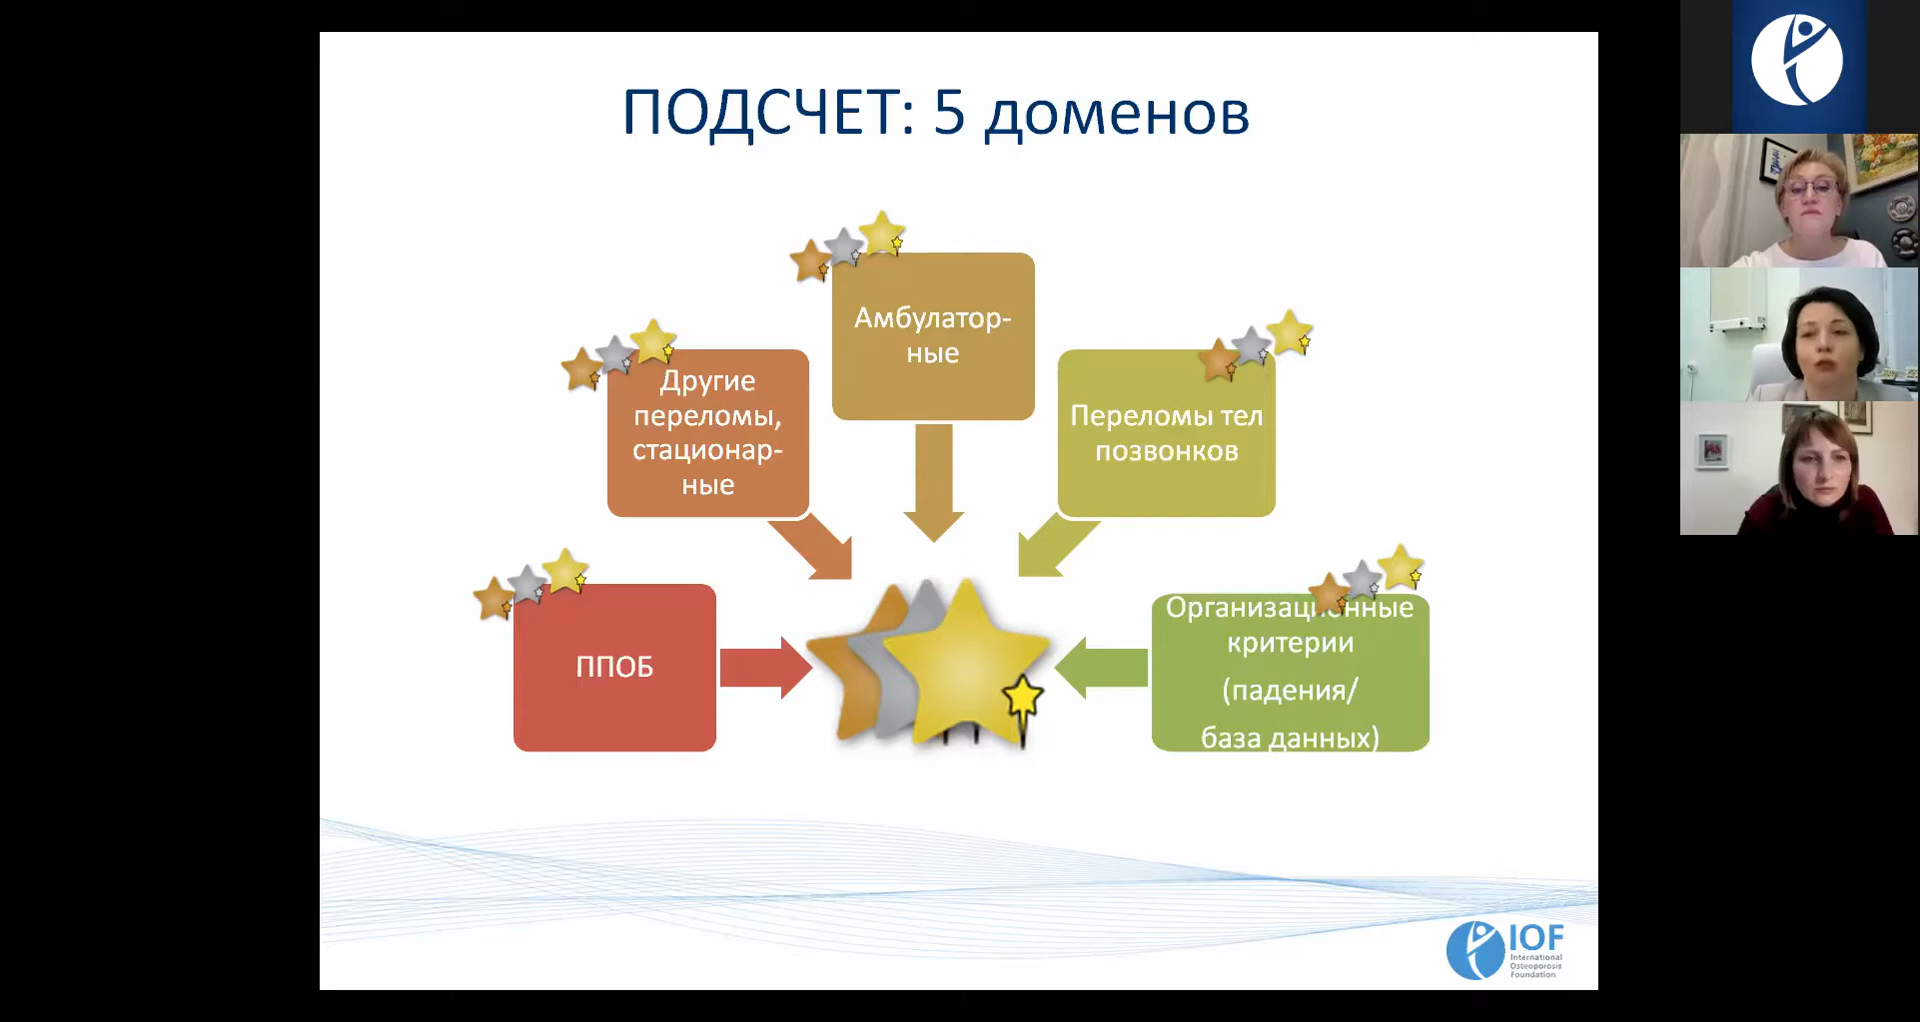 ПОДСЧЕТ: 5 доменов
Амбулатор-
ные
Другие
переломы,
стационар-
ные
Переломы тел
позвонков
ППОБ
Организационные
критерии
(падения/
база данных)
IOF
International
Osteoporosis
Foundation